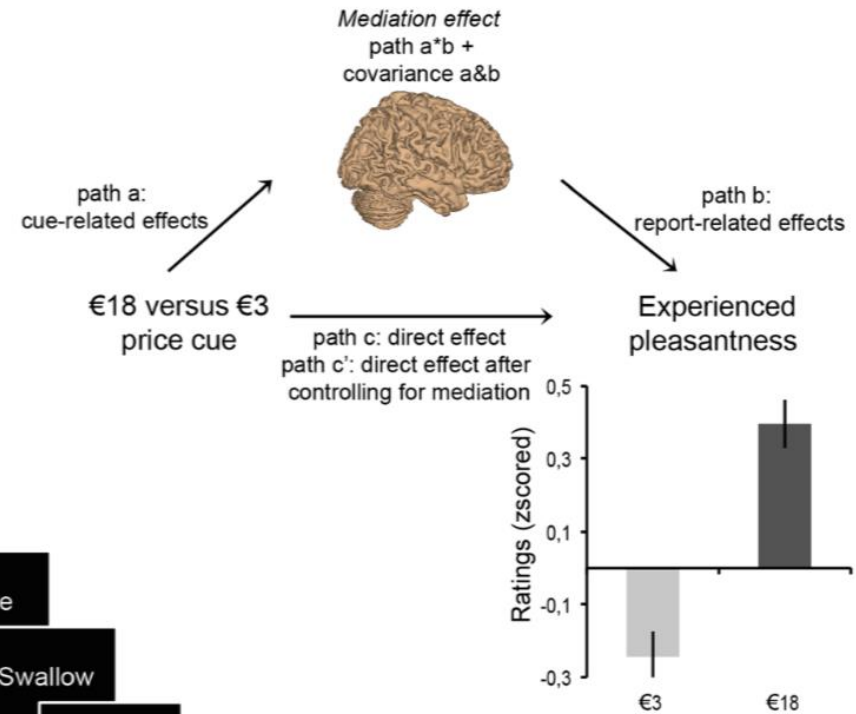 Mediation effect
path a*b +
covariance a&b
path a:
cue-related effects
path b:
report-related effects
€18 versus €3
price cue
path c: direct effect
path c': direct effect after
controlling for mediation
Experienced
pleasantness
Ratings (zscored)
0,5
0,3
0,1
-0,1
-0,3
€3
€18
e
Swallow